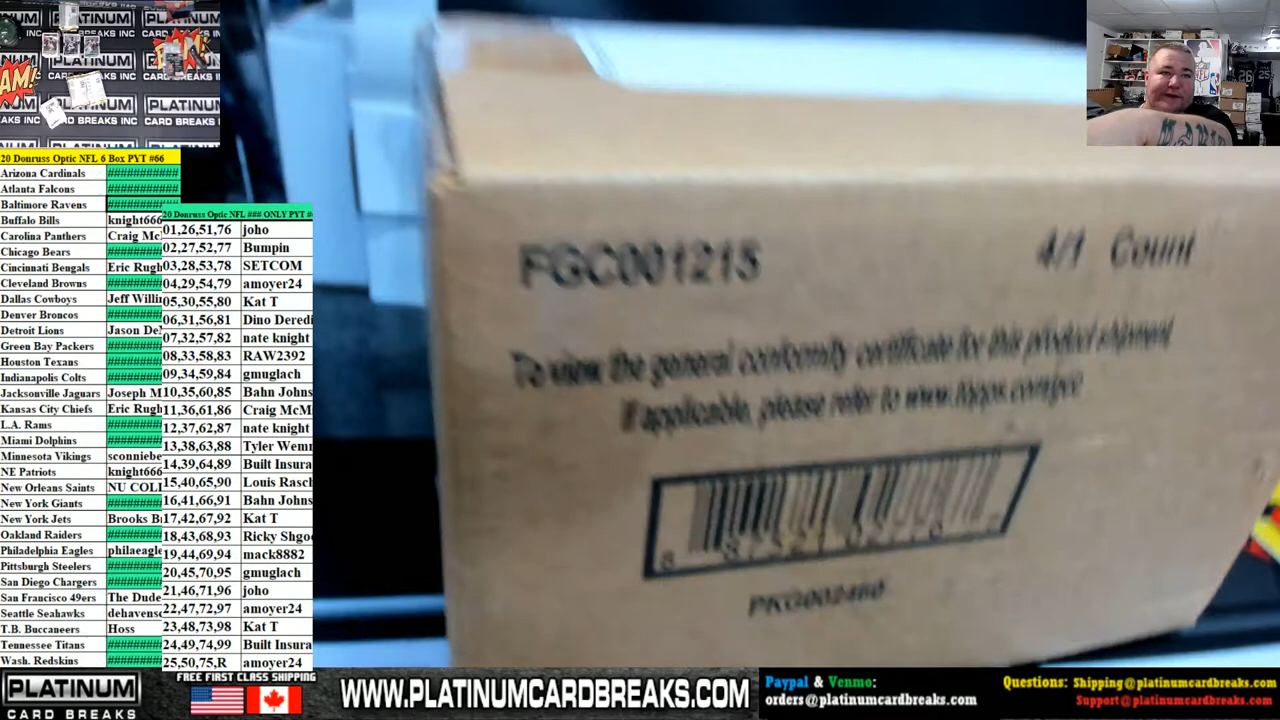 PLATINUM
CARD BREAKS INC
20 Donruss Optic NFL 6 Box PYT #66
Arizona Cardinals ###########
Atlanta Falcons ###########
Baltimore Ravens
Buffalo Bills knight666
Carolina Panthers Craig Mc
Chicago Bears
Cincinnati Bengals Eric Rugh
Cleveland Browns
Dallas Cowboys Jeff Willi
Denver Broncos
Detroit Lions Jason De
Green Bay Packers
Houston Texans
Indianapolis Colts
Jacksonville Jaguars Joseph M
Kansas City Chiefs Eric Rugh
L.A. Rams
Miami Dolphins
Minnesota Vikings sconniebe
NE Patriots knight666
New Orleans Saints NU COLL
New York Giants
New York Jets Brooks B
Oakland Raiders
Philadelphia Eagles philaeagle
Pittsburgh Steelers
San Diego Chargers
San Francisco 49ers The Dude
Seattle Seahawks dehavens
T.B. Buccaneers Hoss
Tennessee Titans
Wash. Redskins
20 Donruss Optic NFL ### ONLY PYT #
01,26,51,76 joho
02,27,52,77 Bumpin
03,28,53,78 SETCOM
04,29,54,79 amoyer24
05,30,55,80 Kat T
06,31,56,81 Dino Deredi
07,32,57,82 nate knight
08,33,58,83 RAW2392
09,34,59,84 gmuglach
10,35,60,85 Bahn Johns
11,36,61,86 Craig McM
12,37,62,87 nate knight
13,38,63,88 Tyler Wem
14,39,64,89 Built Insura
15,40,65,90 Louis Rasch
16,41,66,91 Bahn Johns
17,42,67,92 Kat T
18,43,68,93 Ricky Shgo
19,44,69,94 mack8882
20,45,70,95 gmuglach
21,46,71,96 joho
22,47,72,97 amoyer24
23,48,73,98 Kat T
24,49,74,99 Built Insura
25,50,75,R amoyer24
FGC001215
4/1 Count
PLATINUM
CARD BREAKS
FREE FIRST CLASS SHIPPING
WWW.PLATINUMCARDBREAKS.COM
Paypal & Venmo:
orders@platinumcardbreaks.com
Questions: Shipping@platinumcardbreaks.com
Support@platinumcardbreaks.com